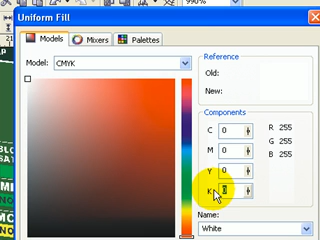 990%
Uniform Fill
Models Mixers Palettes
Model: CMYK
Reference
Old:
New:
Components
C 0 R 255
M 0 G 255
Y 0 B 255
K
Name:
White